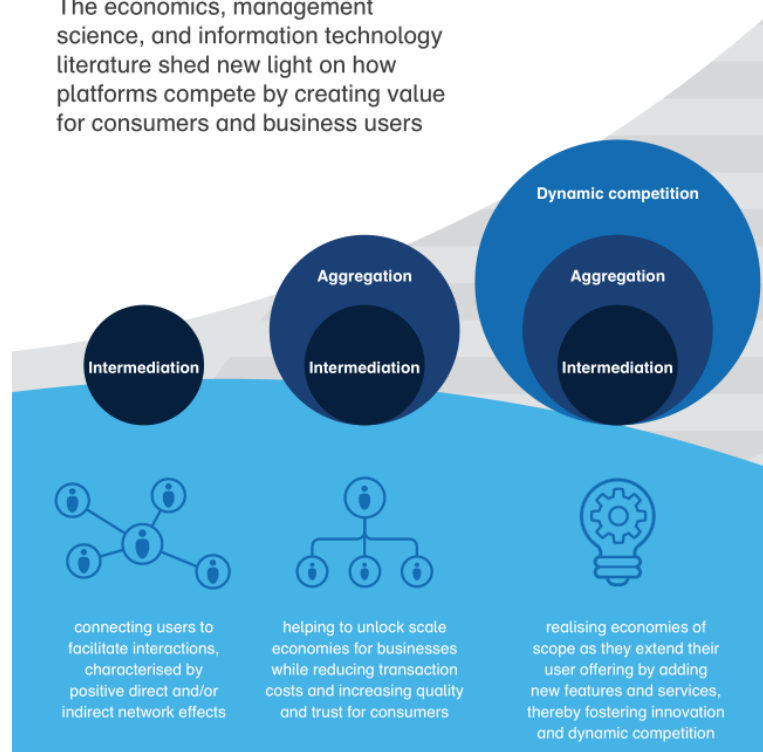 The economics, management
science, and information technology
literature shed new light on how
platforms compete by creating value
for consumers and business users
Dynamic competition
Aggregation
Aggregation
Intermediation
Intermediation
Intermediation
connecting users to
facilitate interactions,
characterised by
positive direct and/or
indirect network effects
helping to unlock scale
economies for businesses
while reducing transaction
costs and increasing quality
and trust for consumers
realising economies of
scope as they extend their
user offering by adding
new features and services,
thereby fostering innovation
and dynamic competition